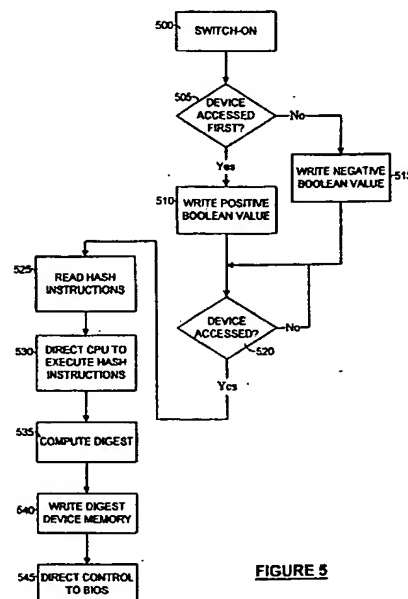 500
SWITCH-ON
505
DEVICE
ACCESSED
FIRST?
No
Yes
510
WRITE POSITIVE
BOOLEAN VALUE
WRITE NEGATIVE
BOOLEAN VALUE
515
DEVICE
ACCESSED?
No
520
Yes
525
READ HASH
INSTRUCTIONS
530
DIRECT CPU TO
EXECUTE HASH
INSTRUCTIONS
535
COMPUTE DIGEST
540
WRITE DIGEST
DEVICE MEMORY
545
DIRECT CONTROL
TO BIOS
FIGURE 5